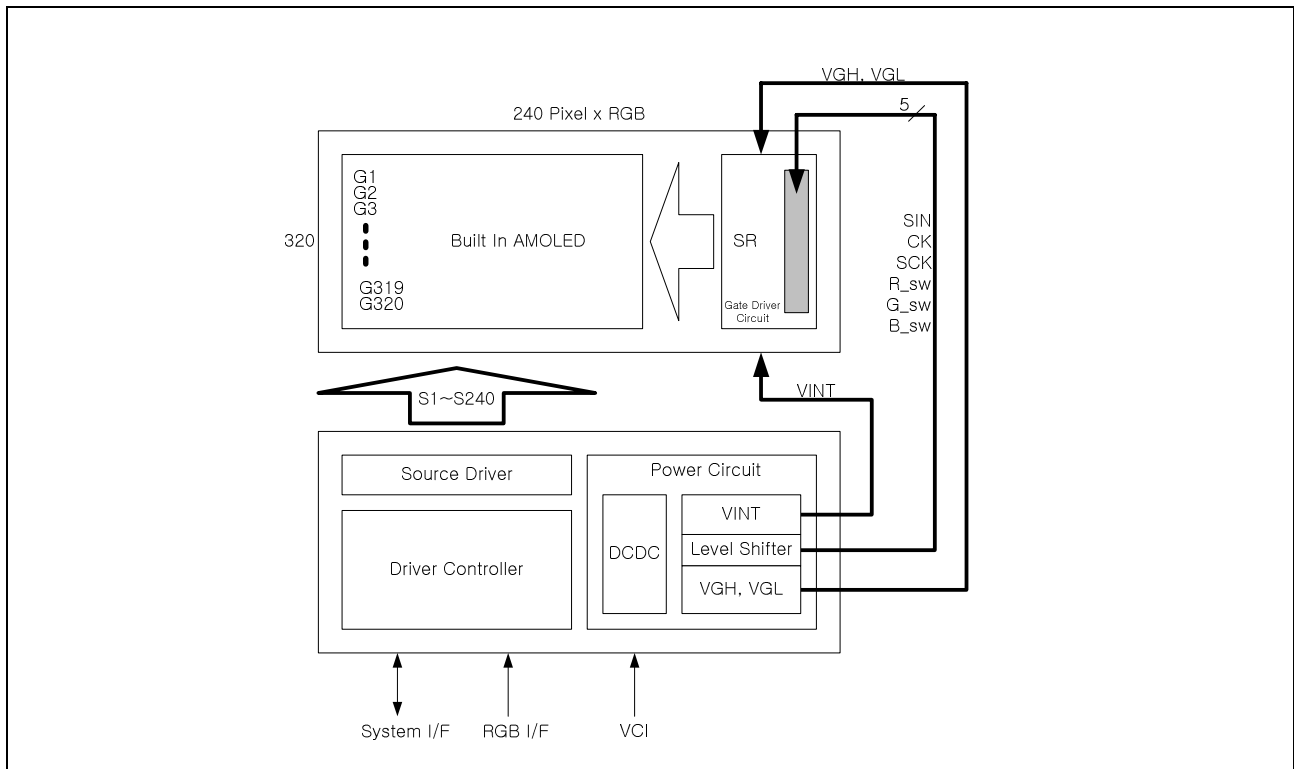 VGH, VGL
5
240 Pixel x RGB
G1
G2
G3
G319
G320
320
Built In AMOLED
SR
Gate Driver
Circuit
SIN
CK
SCK
R_sw
G_sw
B_sw
VINT
S1~S240
Source Driver
Driver Controller
Power Circuit
DCDC
VINT
Level Shifter
VGH, VGL
System I/F
RGB I/F
VCI